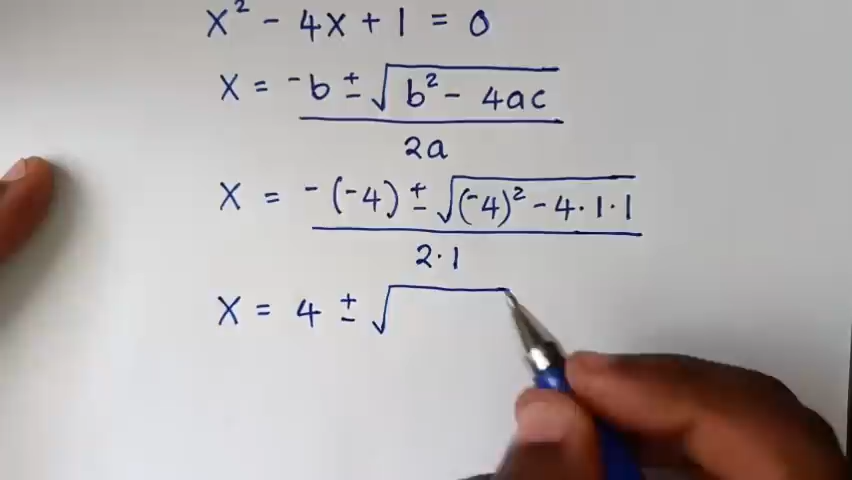 x² - 4x + 1 = 0
x = -b ± √(b² - 4ac)
2a
x = -(-4) ± √((-4)² - 4·1·1)
2·1
x = 4 ± √